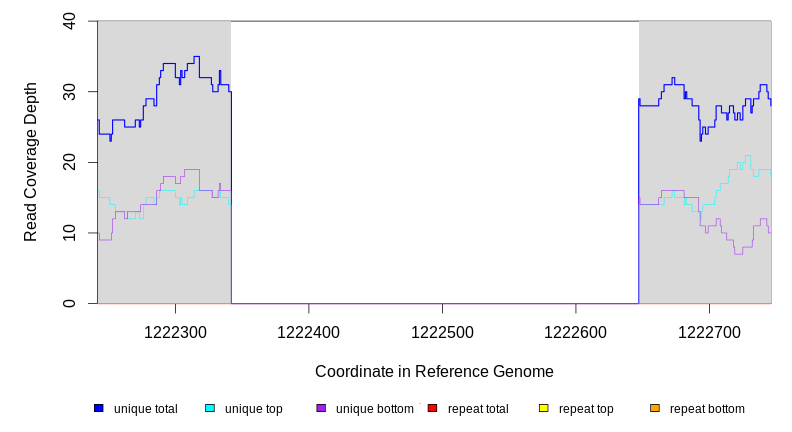 40
30
20
10
0
Read Coverage Depth
1222300 1222400 1222500 1222600 1222700
Coordinate in Reference Genome
unique total unique top unique bottom repeat total repeat top repeat bottom